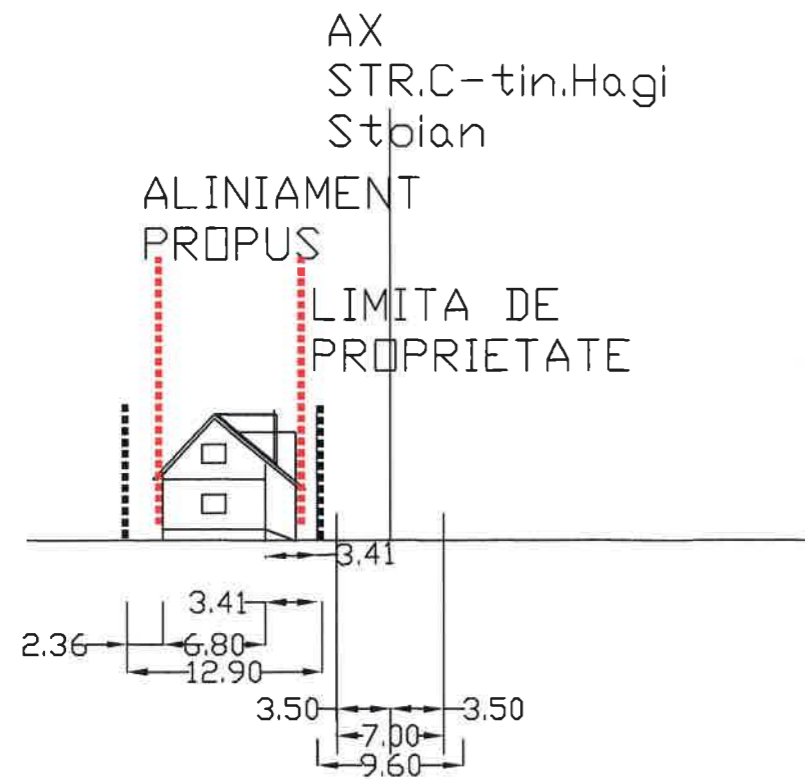 AX
STR.C-tin.Hagi
Stoian
ALINIAMENT
PROPUS
LIMITA DE
PROPRIETATE
3.41
3.41
2.36 6.80
12.90
3.50 3.50
7.00
9.60